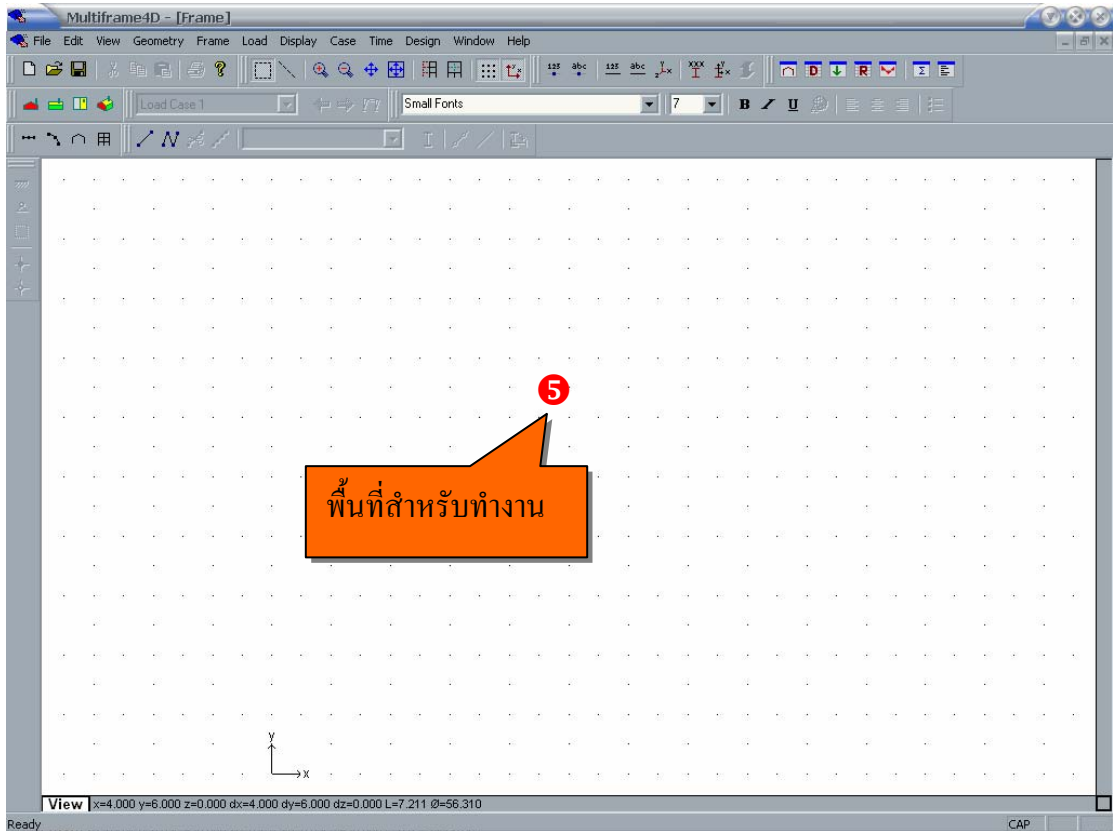 Multiframe4D - [Frame]
File Edit View Geometry Frame Load Display Case Time Design Window Help
Load Case 1
Small Fonts
7
B I U
5
พื้นที่สำหรับทำงาน
y
x
View x=4.000 y=6.000 z=0.000 dx=4.000 dy=6.000 dz=0.000 L=7.211 Ø=56.310
Ready
CAP